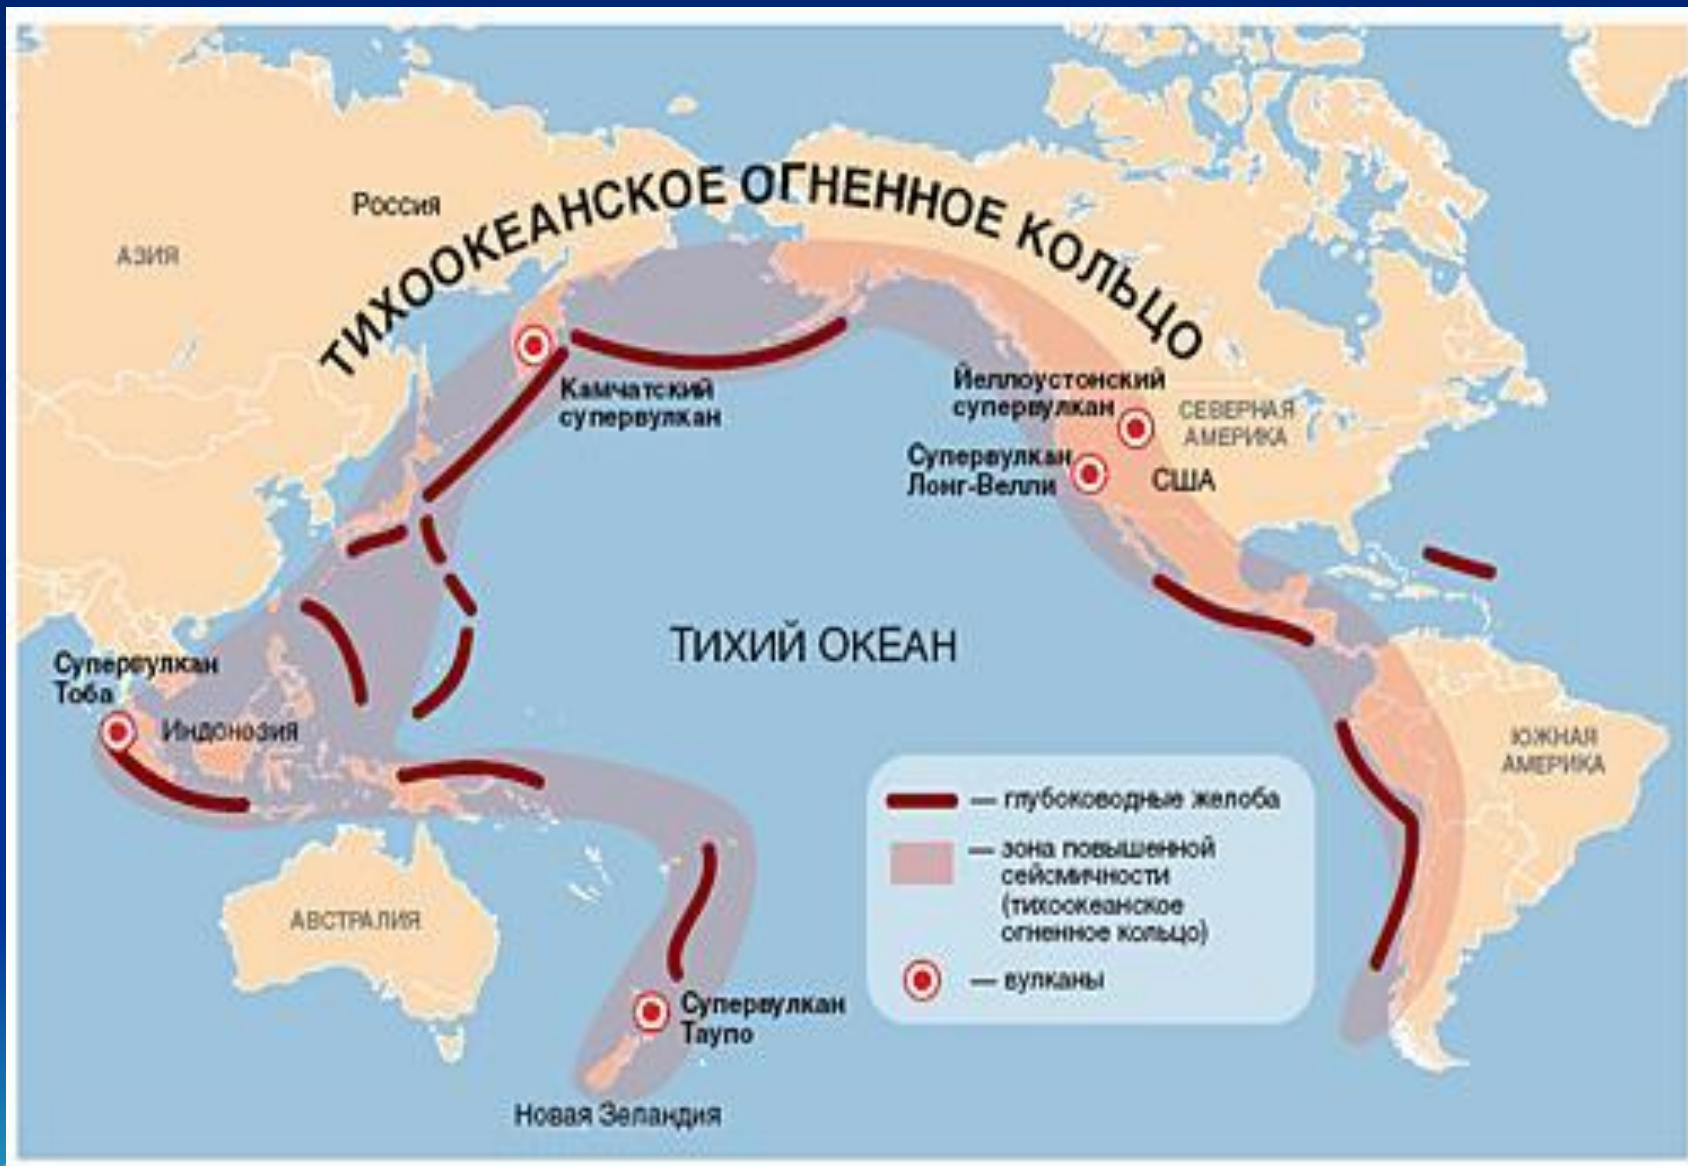 ТИХООКЕАНСКОЕ ОГНЕННОЕ КОЛЬЦО
Россия
АЗИЯ
Камчатский
супервулкан
Йеллоустонский
супервулкан
СЕВЕРНАЯ
АМЕРИКА
Супервулкан
Лонг-Велли
США
ТИХИЙ ОКЕАН
Супервулкан
Тоба
Индонозия
ЮЖНАЯ
АМЕРИКА
АВСТРАЛИЯ
— глубоководные желоба
— зона повышенной
сейсмичности
(тихоокеанское
огненное кольцо)
— вулканы
Супервулкан
Таупо
Новая Зеландия